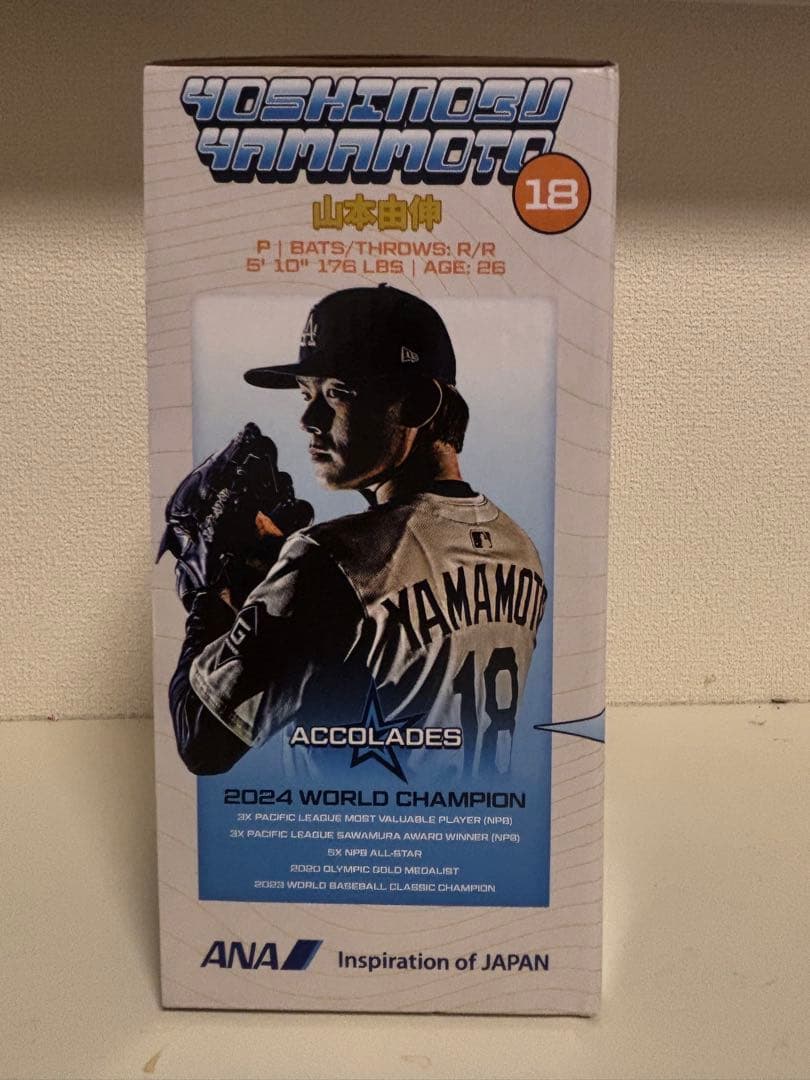 YOSHINOBU
YAMAMOTO
18
山本由伸
P | BATS/THROWS: R/R
5' 10" 176 LBS | AGE: 26
LA
YAMAMOTO
18
ACCOLADES
2024 WORLD CHAMPION
3X PACIFIC LEAGUE MOST VALUABLE PLAYER (NPB)
3X PACIFIC LEAGUE SAWAMURA AWARD WINNER (NPB)
5X NPB ALL-STAR
2020 OLYMPIC GOLD MEDALIST
2023 WORLD BASEBALL CLASSIC CHAMPION
ANA Inspiration of JAPAN